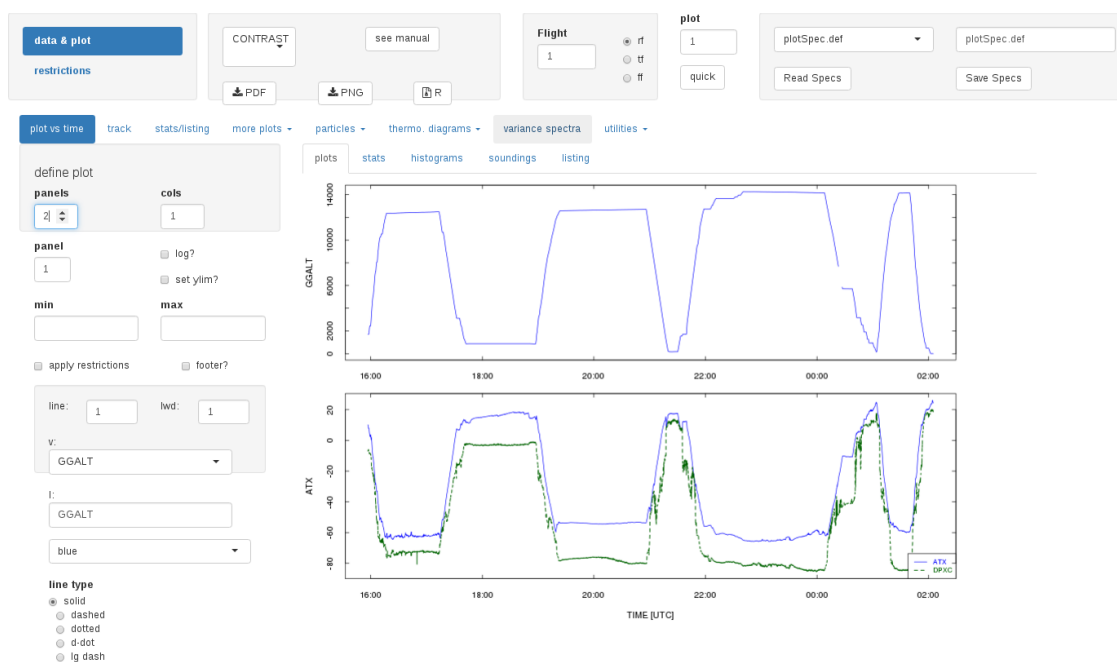 data & plot
restrictions
CONTRAST
see manual
PDF
PNG
R
Flight
1
rf
tf
ff
plot
1
quick
plotSpec.def
plotSpec.def
Read Specs
Save Specs
plot vs time
track
stats/listing
more plots
particles
thermo. diagrams
variance spectra
utilities
define plot
panels
cols
2
1
panel
1
log?
set ylim?
min
max
apply restrictions
footer?
line:
1
lwd:
1
v:
GGALT
l:
GGALT
blue
line type
solid
dashed
dotted
d-dot
lg dash
plots
stats
histograms
soundings
listing
GGALT
14000
10000
6000
2000
0
16:00
18:00
20:00
22:00
00:00
02:00
ATX
20
0
-20
-40
-60
-80
ATX
DPXC
16:00
18:00
20:00
22:00
00:00
02:00
TIME [UTC]